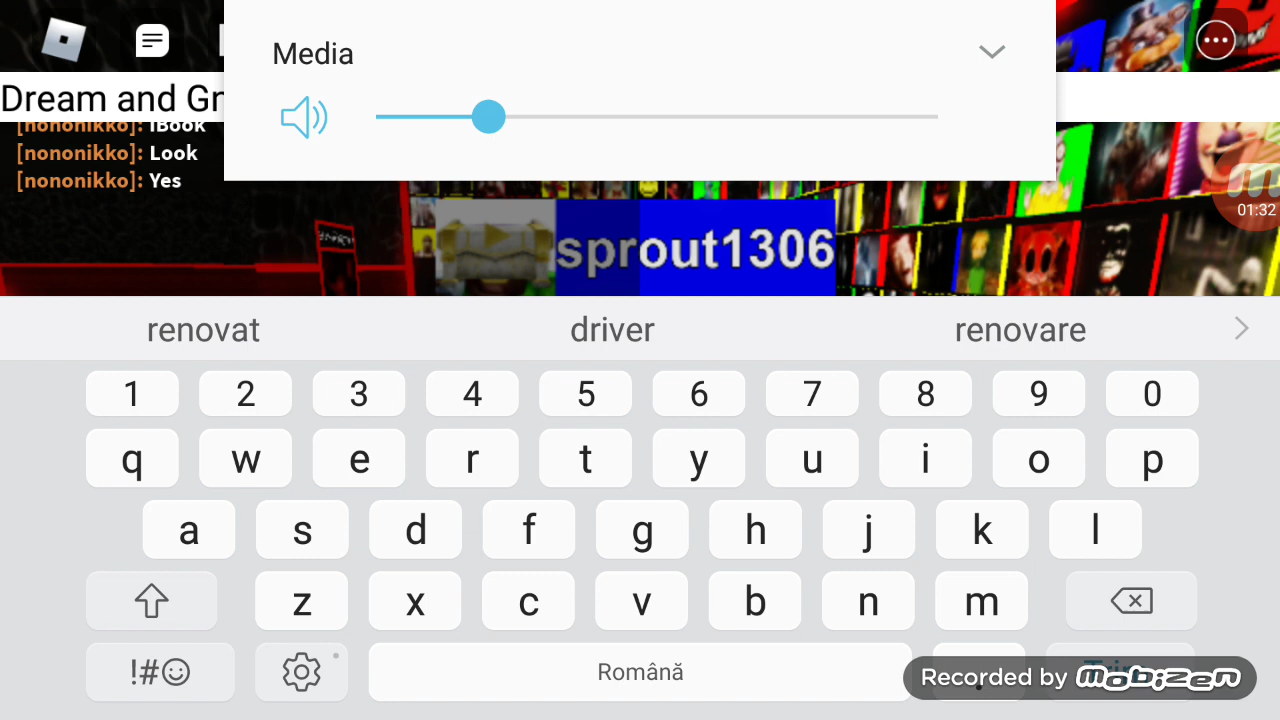 Media
Dream and Gr
[nononikko]: iBook
[nononikko]: Look
[nononikko]: Yes
01:32
sprout1306
renovat driver renovare
1 2 3 4 5 6 7 8 9 0
q w e r t y u i o p
a s d f g h j k l
z x c v b n m
!#☺ Română
Recorded by mobizen